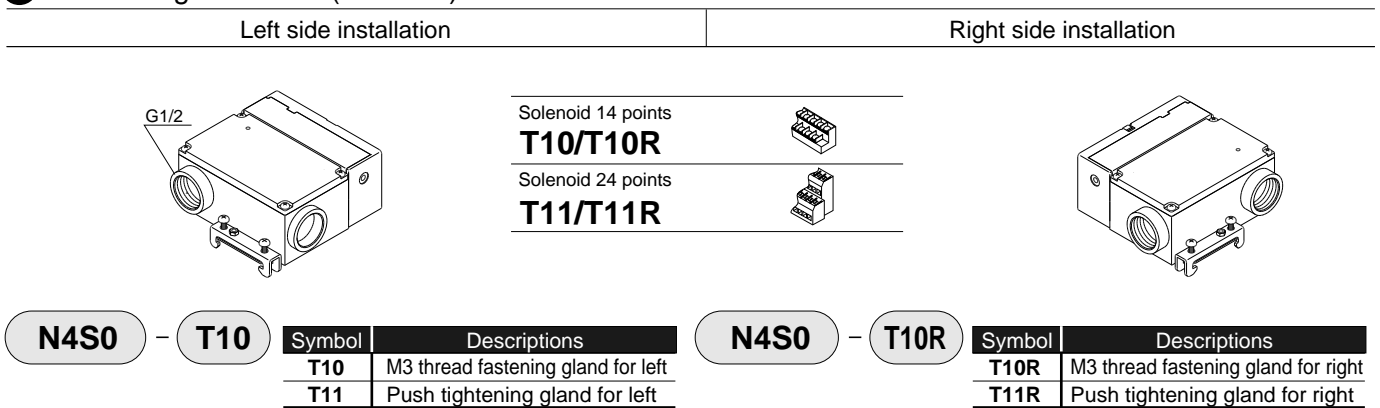 Left side installation
Right side installation
G1/2
Solenoid 14 points
T10/T10R
Solenoid 24 points
T11/T11R
N4S0 – T10
Symbol Descriptions
T10 M3 thread fastening gland for left
T11 Push tightening gland for left
N4S0 – T10R
Symbol Descriptions
T10R M3 thread fastening gland for right
T11R Push tightening gland for right